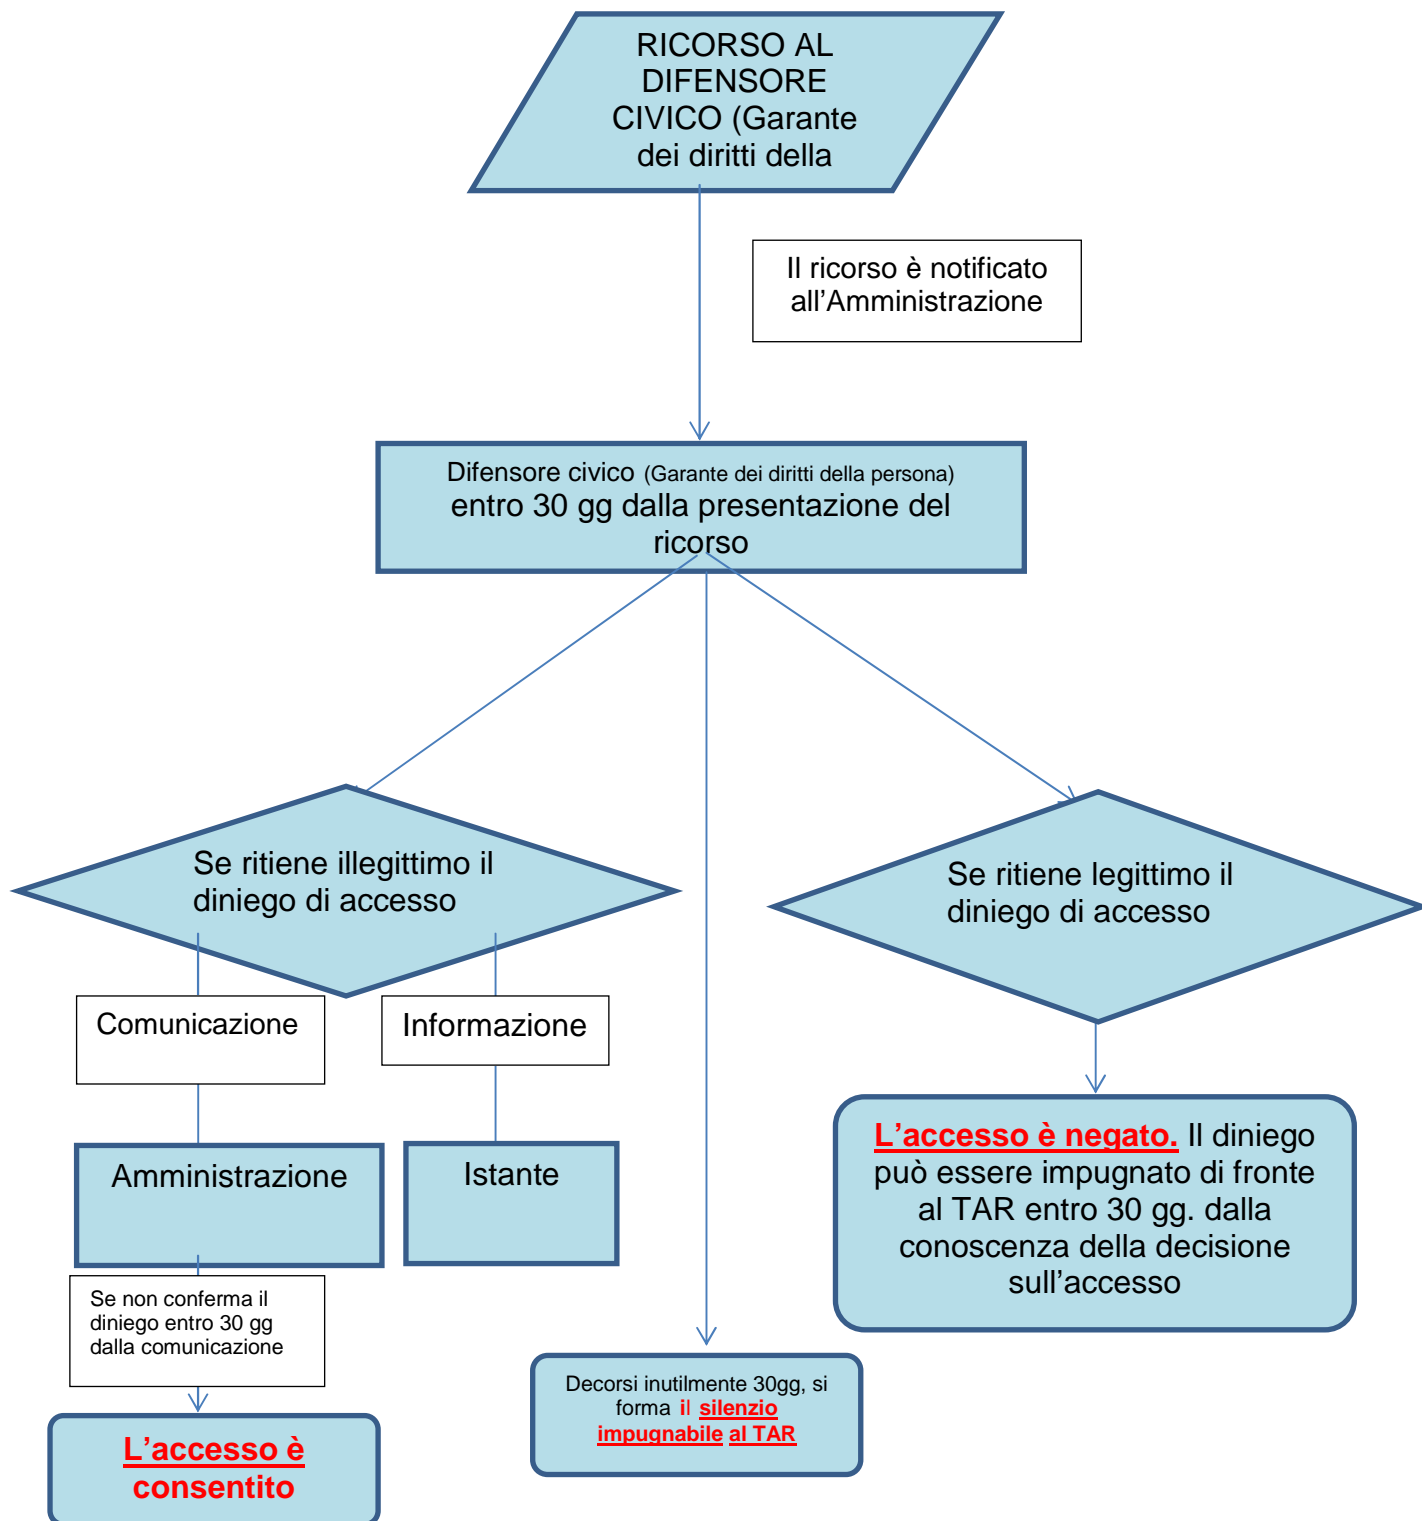 RICORSO AL
DIFENSORE
CIVICO (Garante
dei diritti della
Il ricorso è notificato
all’Amministrazione
Difensore civico (Garante dei diritti della persona)
entro 30 gg dalla presentazione del
ricorso
Se ritiene illegittimo il
diniego di accesso
Se ritiene legittimo il
diniego di accesso
Comunicazione
Informazione
Amministrazione
Istante
L’accesso è negato. Il diniego
può essere impugnato di fronte
al TAR entro 30 gg. dalla
conoscenza della decisione
sull’accesso
Se non conferma il
diniego entro 30 gg
dalla comunicazione
Decorsi inutilmente 30gg, si
forma il silenzio
impugnabile al TAR
L’accesso è
consentito